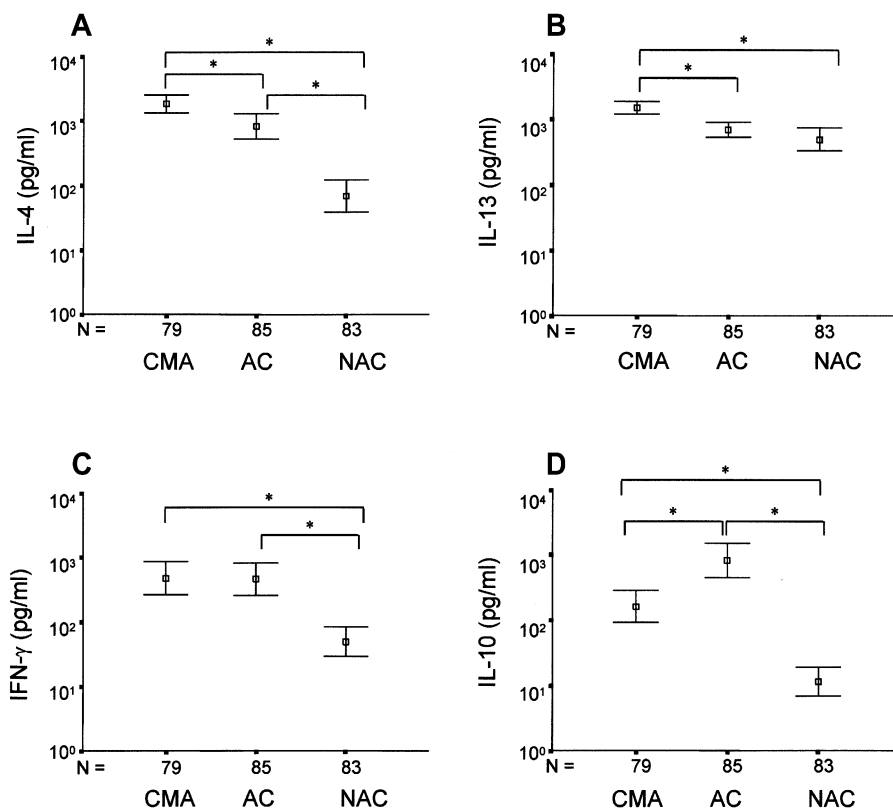 A
IL-4 (pg/ml)
10⁴
*
*
*
10³
10²
10¹
10⁰
N = 79 85 83
CMA AC NAC
B
IL-13 (pg/ml)
10⁴
*
*
10³
10²
10¹
10⁰
N = 79 85 83
CMA AC NAC
C
IFN-γ (pg/ml)
10⁴
*
*
10³
10²
10¹
10⁰
N = 79 85 83
CMA AC NAC
D
IL-10 (pg/ml)
*
10⁴
* *
10³
10²
10¹
10⁰
N = 79 85 83
CMA AC NAC